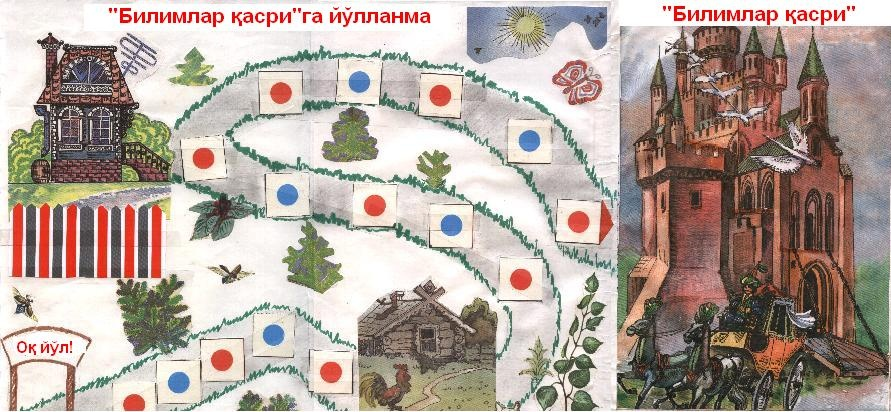 "Билимлар қасри"га йўлланма
"Билимлар қасри"
Оқ йўл!